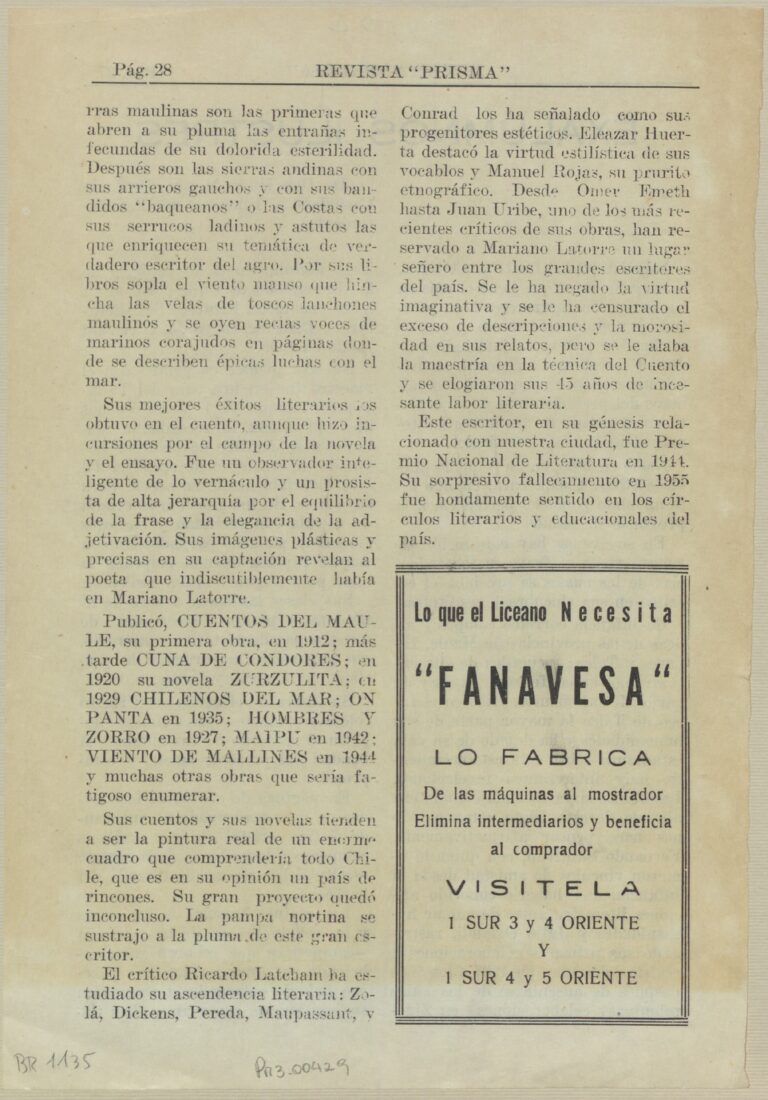 Pág. 28
REVISTA "PRISMA"
rras maulinas son las primeras que
abren a su pluma las entrañas in-
fecundas de su dolorida esterilidad.
Después son las sierras andinas con
sus arrieros gauchos y con sus ban-
didos "baqueanos" o las Costas con
sus serrucos ladinos y astutos las
que enriquecen su temática de ver-
dadero escritor del agro. Por sus li-
bros sopla el viento manso que hin-
cha las velas de toscos lanchones
maulinos y se oyen recias voces de
marinos corajudos en páginas don-
de se describen épicas luchas con el
mar.
Sus mejores éxitos literarios los
obtuvo en el cuento, aunque hizo in-
cursiones por el campo de la novela
y el ensayo. Fue un observador inte-
ligente de lo vernáculo y un prosis-
ta de alta jerarquía por el equilibrio
de la frase y la elegancia de la ad-
jetivación. Sus imágenes plásticas y
precisas en su captación revelan al
poeta que indiscutiblemente había
en Mariano Latorre.
Publicó, CUENTOS DEL MAU-
LE, su primera obra, en 1912; más
tarde CUNA DE CONDORES; en
1920 su novela ZURZULITA; en
1929 CHILENOS DEL MAR; ON
PANTA en 1935; HOMBRES Y
ZORRO en 1927; MAIPU en 1942;
VIENTO DE MALLINES en 1944
y muchas otras obras que sería fa-
tigoso enumerar.
Sus cuentos y sus novelas tienden
a ser la pintura real de un enorme
cuadro que comprendería todo Chi-
le, que es en su opinión un país de
rincones. Su gran proyecto quedó
inconcluso. La pampa nortina se
sustrajo a la pluma de este gran es-
critor.
El crítico Ricardo Latcham ha es-
tudiado su ascendencia literaria: Zo-
lá, Dickens, Pereda, Maupassant, y
Conrad los ha señalado como sus
progenitores estéticos. Eleazar Huer-
ta destacó la virtud estilística de sus
vocablos y Manuel Rojas, su prurito
etnográfico. Desde Omer Emeth
hasta Juan Uribe, uno de los más re-
cientes críticos de sus obras, han re-
servado a Mariano Latorre un lugar
señero entre los grandes escritores
del país. Se le ha negado la virtud
imaginativa y se le ha censurado el
exceso de descripciones y la morosi-
dad en sus relatos, pero se le alaba
la maestría en la técnica del Cuento
y se elogiaron sus 45 años de ince-
sante labor literaria.
Este escritor, en su génesis rela-
cionado con nuestra ciudad, fue Pre-
mio Nacional de Literatura en 1944.
Su sorpresivo fallecimiento en 1955
fue hondamente sentido en los cír-
culos literarios y educacionales del
país.
Lo que el Liceano Necesita
"FANAVESA"
LO FABRICA
De las máquinas al mostrador
Elimina intermediarios y beneficia
al comprador
VISITELA
1 SUR 3 y 4 ORIENTE
Y
1 SUR 4 y 5 ORIENTE
BR 1135
Pr3.00429